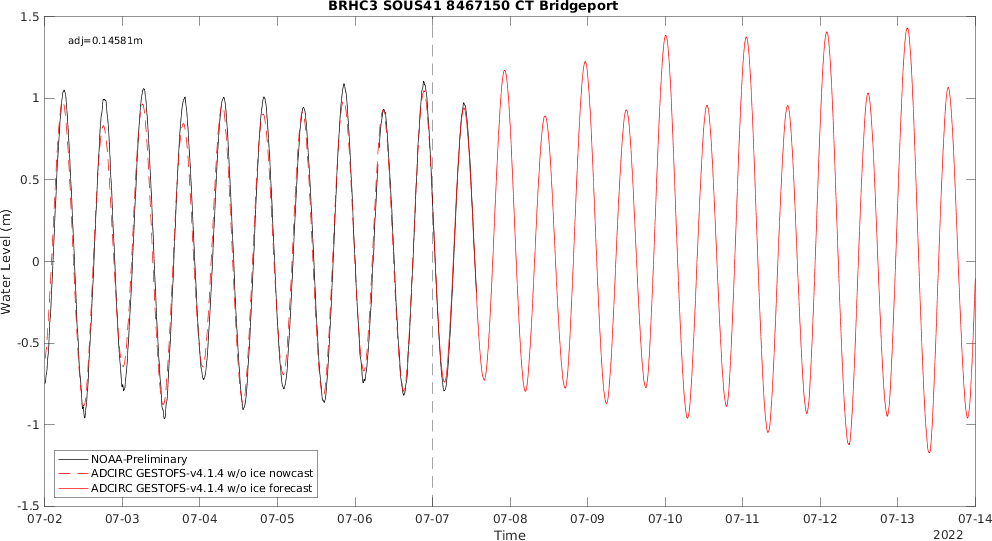 BRHC3 SOUS41 8467150 CT Bridgeport
1.5
adj=0.14581m
1
0.5
0
-0.5
-1
-1.5
Water Level (m)
NOAA-Preliminary
ADCIRC GESTOFS-v4.1.4 w/o ice nowcast
ADCIRC GESTOFS-v4.1.4 w/o ice forecast
07-02 07-03 07-04 07-05 07-06 07-07 07-08 07-09 07-10 07-11 07-12 07-13 07-14
Time
2022